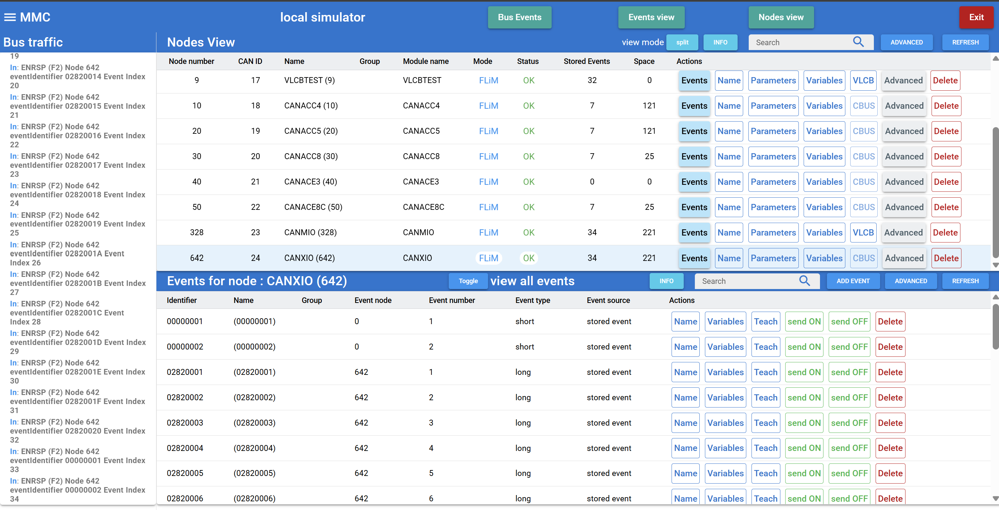 MMC local simulator Bus Events Events view Nodes view Exit
Bus traffic
19
In: ENRSP (F2) Node 642
eventIdentifier 02820014 Event Index
20
In: ENRSP (F2) Node 642
eventIdentifier 02820015 Event Index
21
In: ENRSP (F2) Node 642
eventIdentifier 02820016 Event Index
22
In: ENRSP (F2) Node 642
eventIdentifier 02820017 Event Index
23
In: ENRSP (F2) Node 642
eventIdentifier 02820018 Event Index
24
In: ENRSP (F2) Node 642
eventIdentifier 02820019 Event Index
25
In: ENRSP (F2) Node 642
eventIdentifier 0282001A Event
Index 26
In: ENRSP (F2) Node 642
eventIdentifier 0282001B Event Index
27
In: ENRSP (F2) Node 642
eventIdentifier 0282001C Event
Index 28
In: ENRSP (F2) Node 642
eventIdentifier 0282001D Event Index
29
In: ENRSP (F2) Node 642
eventIdentifier 0282001E Event Index
30
In: ENRSP (F2) Node 642
eventIdentifier 0282001F Event Index
31
In: ENRSP (F2) Node 642
eventIdentifier 02820020 Event Index
32
In: ENRSP (F2) Node 642
eventIdentifier 00000001 Event Index
33
In: ENRSP (F2) Node 642
eventIdentifier 00000002 Event Index
34
Nodes View view mode split INFO Search ADVANCED REFRESH
Node number CAN ID Name Group Module name Mode Status Stored Events Space Actions
9 17 VLCBTEST (9) VLCBTEST FLiM OK 32 0 Events Name Parameters Variables VLCB Advanced Delete
10 18 CANACC4 (10) CANACC4 FLiM OK 7 121 Events Name Parameters Variables CBUS Advanced Delete
20 19 CANACC5 (20) CANACC5 FLiM OK 7 121 Events Name Parameters Variables CBUS Advanced Delete
30 20 CANACC8 (30) CANACC8 FLiM OK 7 25 Events Name Parameters Variables CBUS Advanced Delete
40 21 CANACE3 (40) CANACE3 FLiM OK 0 0 Events Name Parameters Variables CBUS Advanced Delete
50 22 CANACE8C (50) CANACE8C FLiM OK 7 25 Events Name Parameters Variables CBUS Advanced Delete
328 23 CANMIO (328) CANMIO FLiM OK 34 221 Events Name Parameters Variables VLCB Advanced Delete
642 24 CANXIO (642) CANXIO FLiM OK 34 221 Events Name Parameters Variables CBUS Advanced Delete
Events for node : CANXIO (642) Toggle view all events INFO Search ADD EVENT ADVANCED REFRESH
Identifier Name Group Event node Event number Event type Event source Actions
00000001 (00000001) 0 1 short stored event Name Variables Teach send ON send OFF Delete
00000002 (00000002) 0 2 short stored event Name Variables Teach send ON send OFF Delete
02820001 (02820001) 642 1 long stored event Name Variables Teach send ON send OFF Delete
02820002 (02820002) 642 2 long stored event Name Variables Teach send ON send OFF Delete
02820003 (02820003) 642 3 long stored event Name Variables Teach send ON send OFF Delete
02820004 (02820004) 642 4 long stored event Name Variables Teach send ON send OFF Delete
02820005 (02820005) 642 5 long stored event Name Variables Teach send ON send OFF Delete
02820006 (02820006) 642 6 long stored event Name Variables Teach send ON send OFF Delete